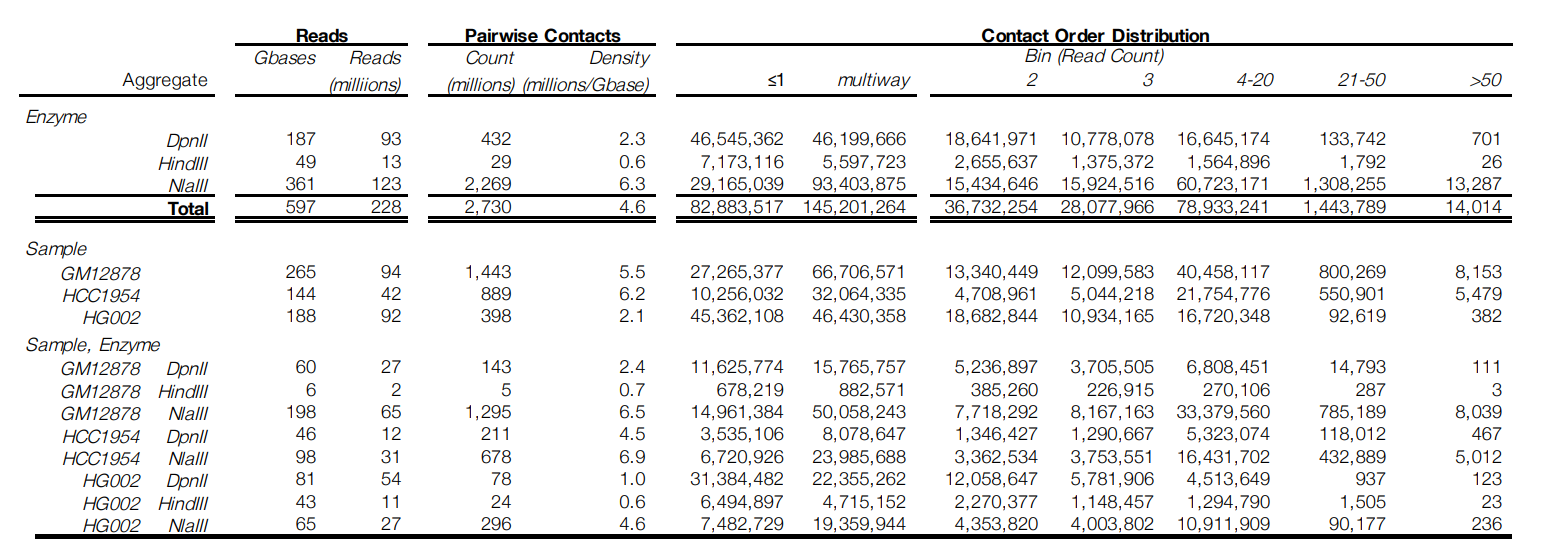 Reads Pairwise Contacts Contact Order Distribution
Gbases Reads Count Density Bin (Read Count)
Aggregate (milliions) (millions) (millions/Gbase) ≤1 multiway 2 3 4-20 21-50 >50
Enzyme
DpnII 187 93 432 2.3 46,545,362 46,199,666 18,641,971 10,778,078 16,645,174 133,742 701
HindIII 49 13 29 0.6 7,173,116 5,597,723 2,655,637 1,375,372 1,564,896 1,792 26
NlaIII 361 123 2,269 6.3 29,165,039 93,403,875 15,434,646 15,924,516 60,723,171 1,308,255 13,287
Total 597 228 2,730 4.6 82,883,517 145,201,264 36,732,254 28,077,966 78,933,241 1,443,789 14,014
Sample
GM12878 265 94 1,443 5.5 27,265,377 66,706,571 13,340,449 12,099,583 40,458,117 800,269 8,153
HCC1954 144 42 889 6.2 10,256,032 32,064,335 4,708,961 5,044,218 21,754,776 550,901 5,479
HG002 188 92 398 2.1 45,362,108 46,430,358 18,682,844 10,934,165 16,720,348 92,619 382
Sample, Enzyme
GM12878 DpnII 60 27 143 2.4 11,625,774 15,765,757 5,236,897 3,705,505 6,808,451 14,793 111
GM12878 HindIII 6 2 5 0.7 678,219 882,571 385,260 226,915 270,106 287 3
GM12878 NlaIII 198 65 1,295 6.5 14,961,384 50,058,243 7,718,292 8,167,163 33,379,560 785,189 8,039
HCC1954 DpnII 46 12 211 4.5 3,535,106 8,078,647 1,346,427 1,290,667 5,323,074 118,012 467
HCC1954 NlaIII 98 31 678 6.9 6,720,926 23,985,688 3,362,534 3,753,551 16,431,702 432,889 5,012
HG002 DpnII 81 54 78 1.0 31,384,482 22,355,262 12,058,647 5,781,906 4,513,649 937 123
HG002 HindIII 43 11 24 0.6 6,494,897 4,715,152 2,270,377 1,148,457 1,294,790 1,505 23
HG002 NlaIII 65 27 296 4.6 7,482,729 19,359,944 4,353,820 4,003,802 10,911,909 90,177 236